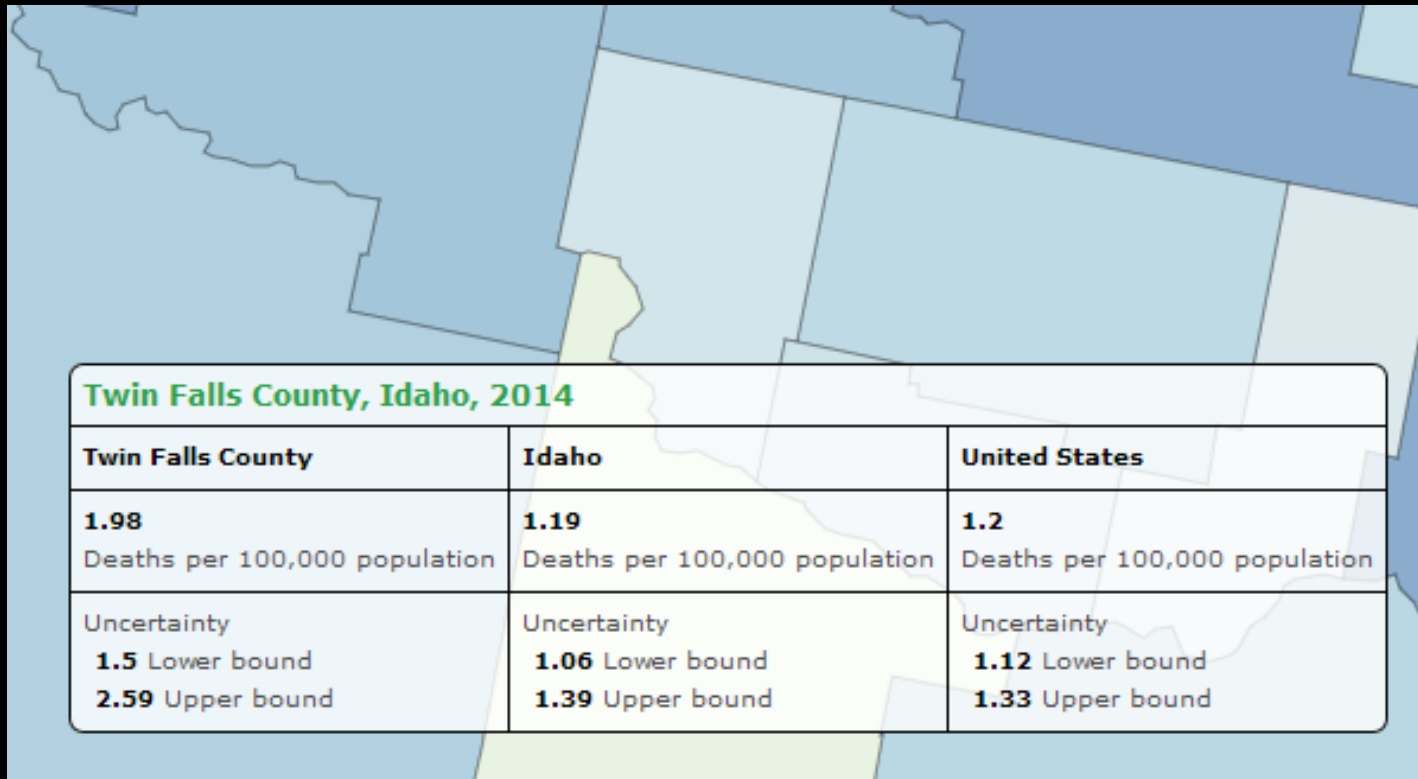 Twin Falls County, Idaho, 2014
Twin Falls County
Idaho
United States
1.98
Deaths per 100,000 population
1.19
Deaths per 100,000 population
1.2
Deaths per 100,000 population
Uncertainty
1.5 Lower bound
2.59 Upper bound
Uncertainty
1.06 Lower bound
1.39 Upper bound
Uncertainty
1.12 Lower bound
1.33 Upper bound